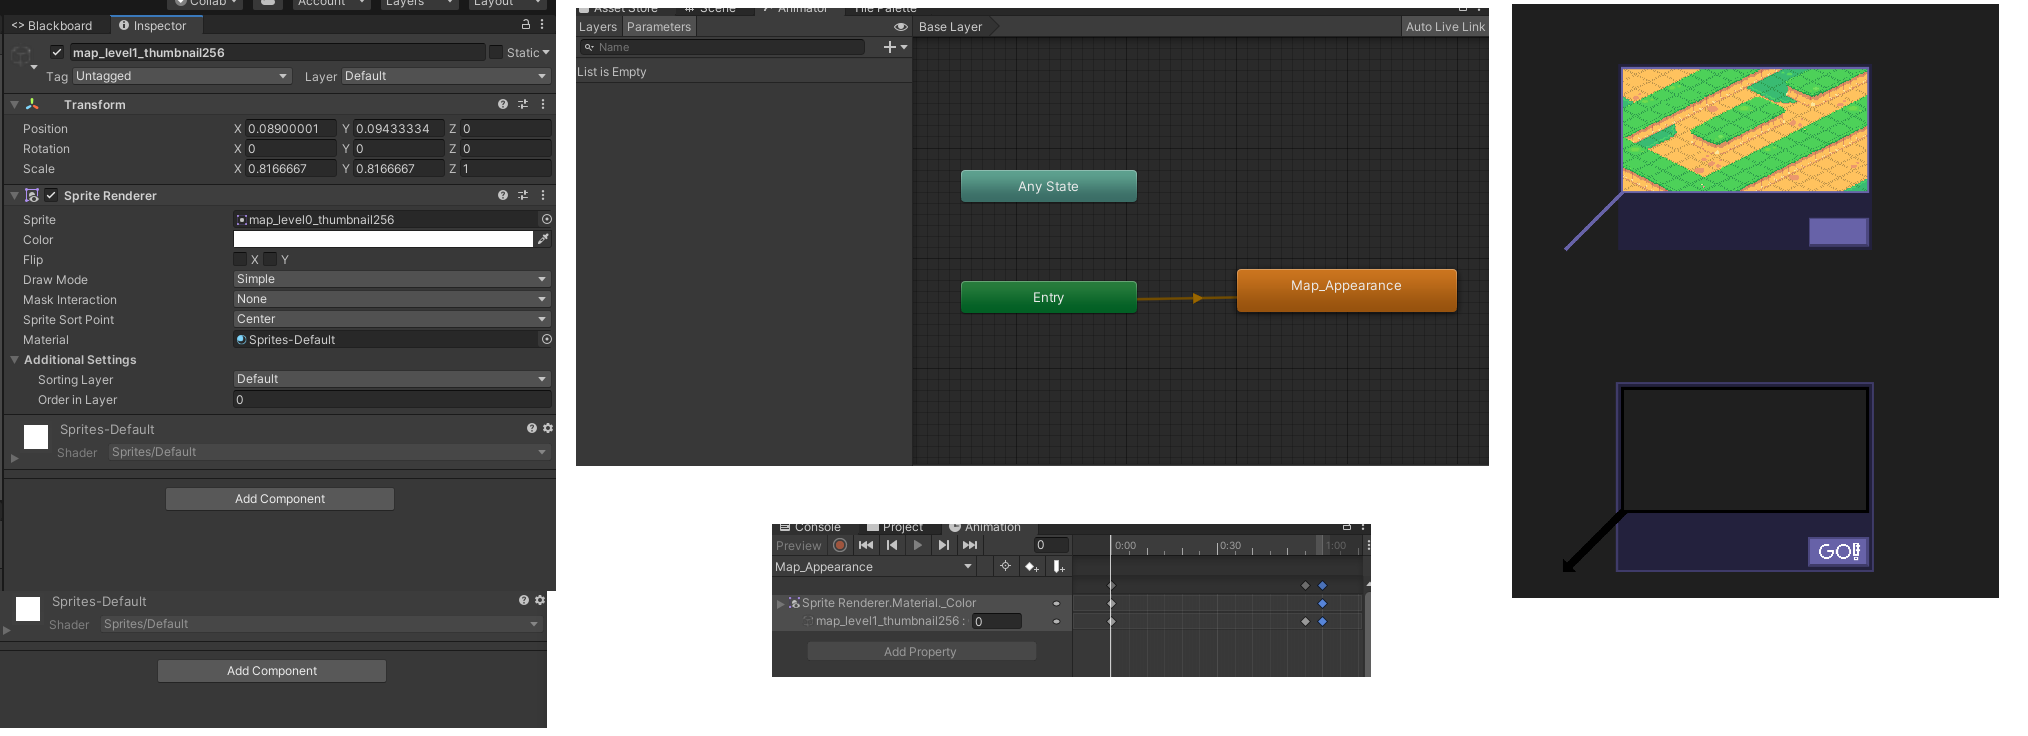 Collab
Account
Layers
Layout
<> Blackboard
Inspector
map_level1_thumbnail256
Static
Tag Untagged
Layer Default
Transform
Position X 0.08900001 Y 0.09433334 Z 0
Rotation X 0 Y 0 Z 0
Scale X 0.8166667 Y 0.8166667 Z 1
Sprite Renderer
Sprite map_level0_thumbnail256
Color
Flip X Y
Draw Mode Simple
Mask Interaction None
Sprite Sort Point Center
Material Sprites-Default
Additional Settings
Sorting Layer Default
Order in Layer 0
Sprites-Default
Shader Sprites/Default
Add Component
Sprites-Default
Shader Sprites/Default
Add Component
Asset Store
Scene
Animator
Tile Palette
Layers Parameters
Base Layer
Auto Live Link
Name
List is Empty
Any State
Entry
Map_Appearance
Console
Project
Animation
Preview
0
0:00
0:30
1:00
Map_Appearance
Sprite Renderer.Material._Color
map_level1_thumbnail256 : 0
Add Property
GO!